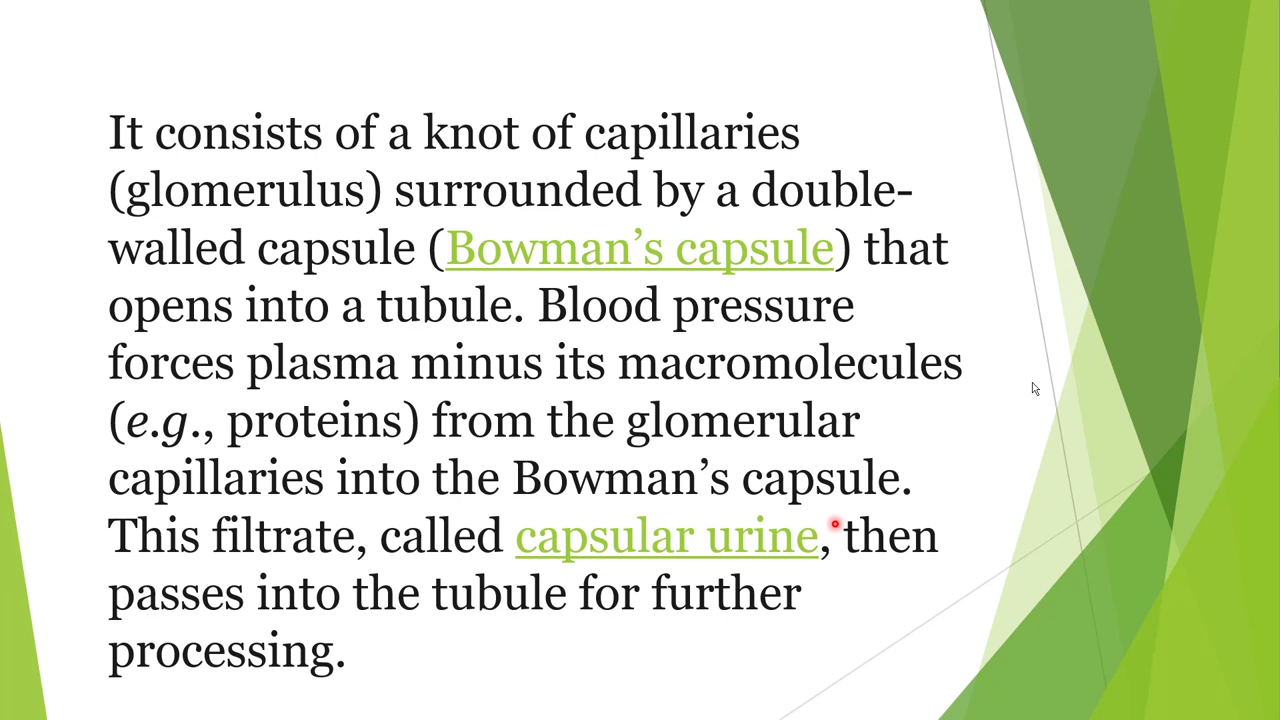 It consists of a knot of capillaries
(glomerulus) surrounded by a double-
walled capsule (Bowman’s capsule) that
opens into a tubule. Blood pressure
forces plasma minus its macromolecules
(e.g., proteins) from the glomerular
capillaries into the Bowman’s capsule.
This filtrate, called capsular urine, then
passes into the tubule for further
processing.